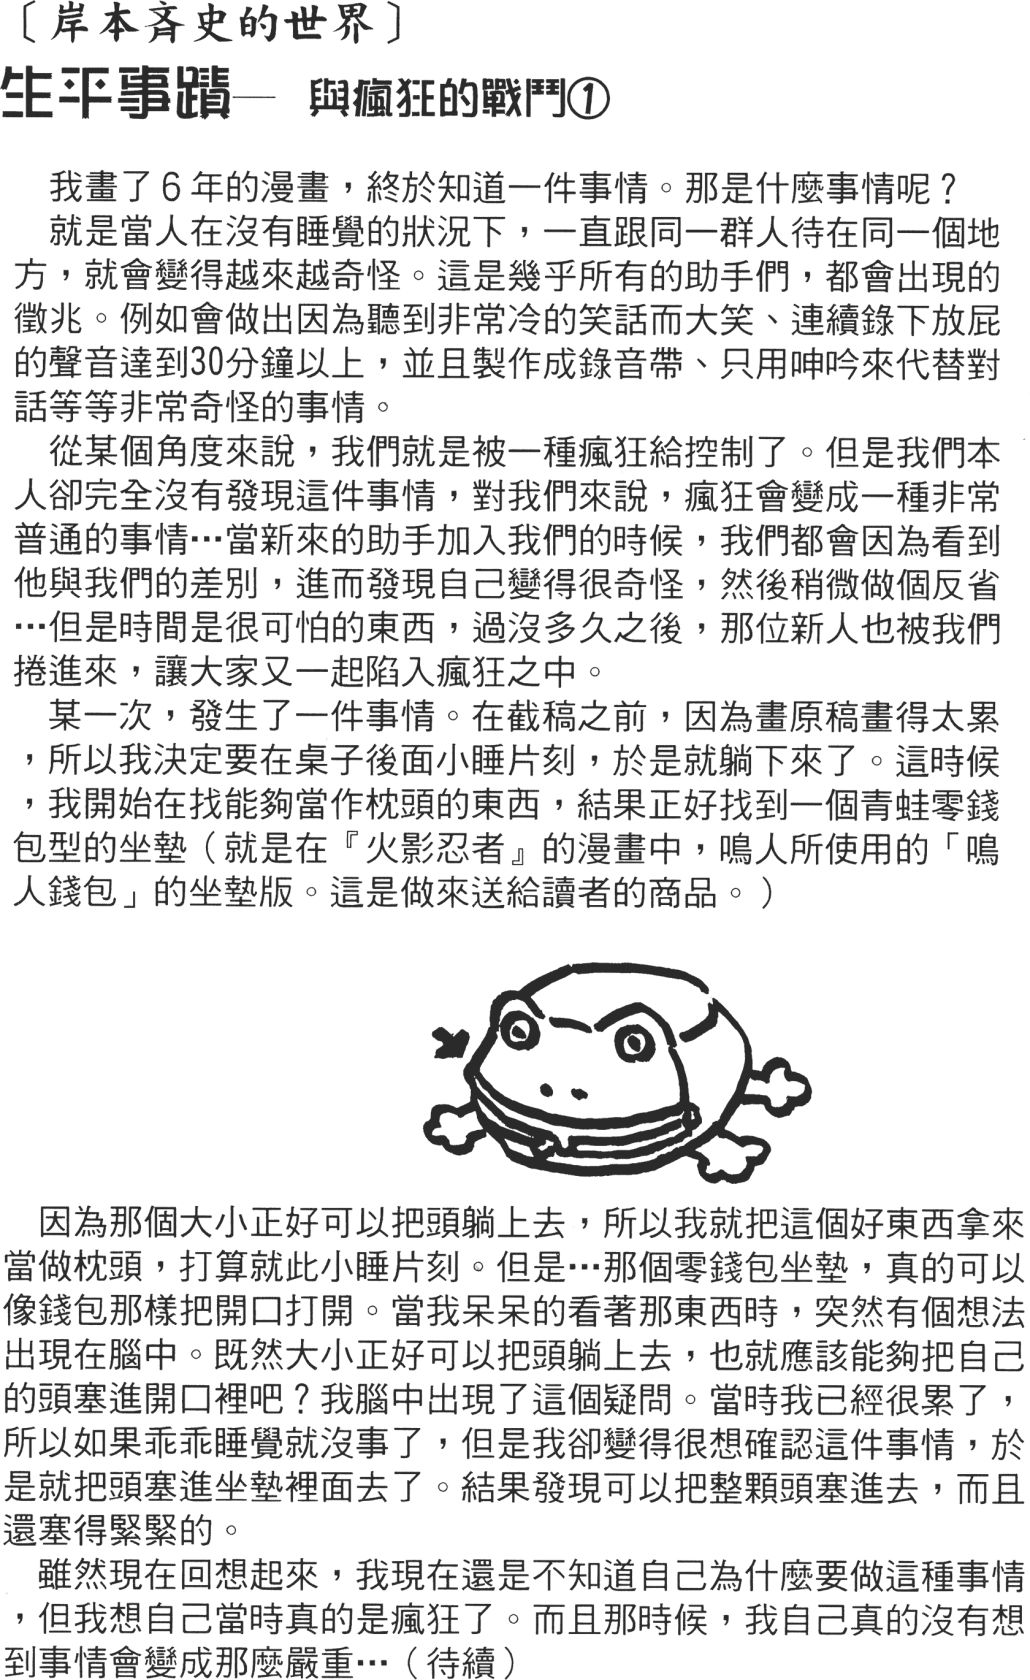 〔岸本斉史的世界〕
生平事蹟── 與瘋狂的戰鬥①
我畫了6年的漫畫，終於知道一件事情。那是什麼事情呢？
就是當人在沒有睡覺的狀況下，一直跟同一群人待在同一個地
方，就會變得越來越奇怪。這是幾乎所有的助手們，都會出現的
徵兆。例如會做出因為聽到非常冷的笑話而大笑、連續錄下放屁
的聲音達到30分鐘以上，並且製作成錄音帶、只用呻吟來代替對
話等等非常奇怪的事情。
從某個角度來說，我們就是被一種瘋狂給控制了。但是我們本
人卻完全沒有發現這件事情，對我們來說，瘋狂會變成一種非常
普通的事情…當新來的助手加入我們的時候，我們都會因為看到
他與我們的差別，進而發現自己變得很奇怪，然後稍微做個反省
…但是時間是很可怕的東西，過沒多久之後，那位新人也被我們
捲進來，讓大家又一起陷入瘋狂之中。
某一次，發生了一件事情。在截稿之前，因為畫原稿畫得太累
，所以我決定要在桌子後面小睡片刻，於是就躺下來了。這時候
，我開始在找能夠當作枕頭的東西，結果正好找到一個青蛙零錢
包型的坐墊（就是在『火影忍者』的漫畫中，鳴人所使用的「鳴
人錢包」的坐墊版。這是做來送給讀者的商品。）
因為那個大小正好可以把頭躺上去，所以我就把這個好東西拿來
當做枕頭，打算就此小睡片刻。但是…那個零錢包坐墊，真的可以
像錢包那樣把開口打開。當我呆呆的看著那東西時，突然有個想法
出現在腦中。既然大小正好可以把頭躺上去，也就應該能夠把自己
的頭塞進開口裡吧？我腦中出現了這個疑問。當時我已經很累了，
所以如果乖乖睡覺就沒事了，但是我卻變得很想確認這件事情，於
是就把頭塞進坐墊裡面去了。結果發現可以把整顆頭塞進去，而且
還塞得緊緊的。
雖然現在回想起來，我現在還是不知道自己為什麼要做這種事情
，但我想自己當時真的是瘋狂了。而且那時候，我自己真的沒有想
到事情會變成那麼嚴重…（待續）